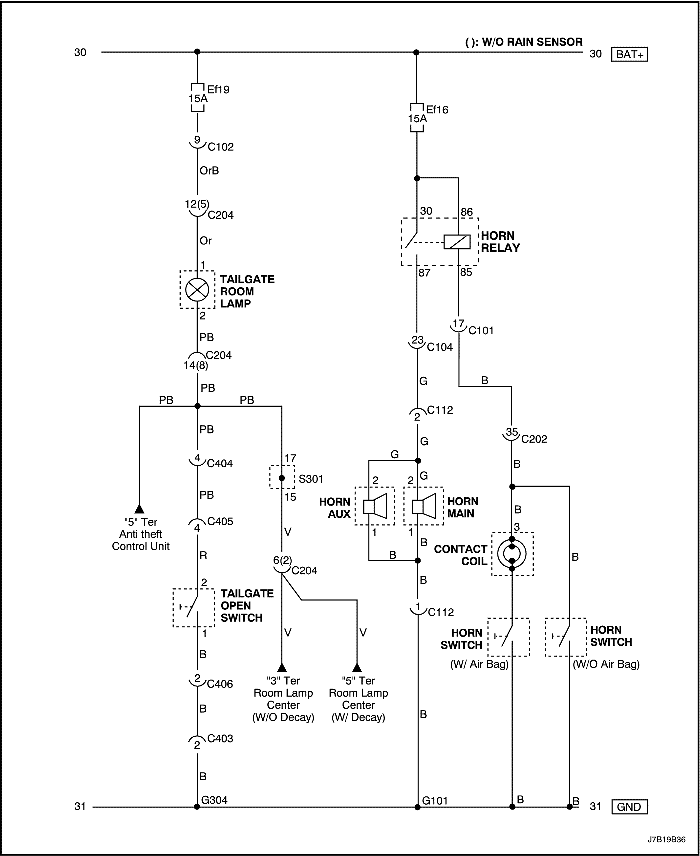 30
( ): W/O RAIN SENSOR
30 BAT+
Ef19
15A
Ef16
15A
9
C102
OrB
12(5)
C204
Or
30
86
HORN
RELAY
87
85
1
TAILGATE
ROOM
LAMP
2
PB
C204
14(8)
17
C101
23
C104
B
G
PB
PB
PB
C112
2
35
C202
PB
G
4
C404
G
G
B
17
S301
15
2
2
HORN
AUX
HORN
MAIN
1
1
PB
"5" Ter
Anti theft
Control Unit
C405
4
V
B
3
R
B
B
CONTACT
COIL
B
6(2)
C204
B
2
TAILGATE
OPEN
SWITCH
1
1
C112
HORN
SWITCH
(W/ Air Bag)
HORN
SWITCH
(W/O Air Bag)
V
V
B
2
C406
"3" Ter
Room Lamp
Center
(W/O Decay)
"5" Ter
Room Lamp
Center
(W/ Decay)
B
B
C403
2
B
31
G304
G101
B
B
31 GND
J7B19B36